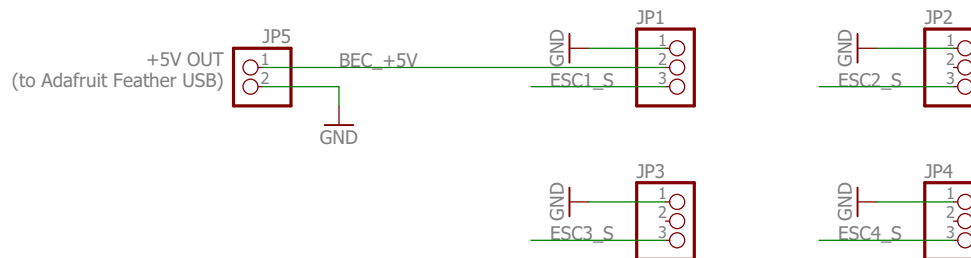 JP5
+5V OUT
(to Adafruit Feather USB)
1
2
BEC_+5V
GND
JP1
GND
1
2
3
ESC1_S
JP2
GND
1
2
3
ESC2_S
JP3
GND
1
2
3
ESC3_S
JP4
GND
1
2
3
ESC4_S